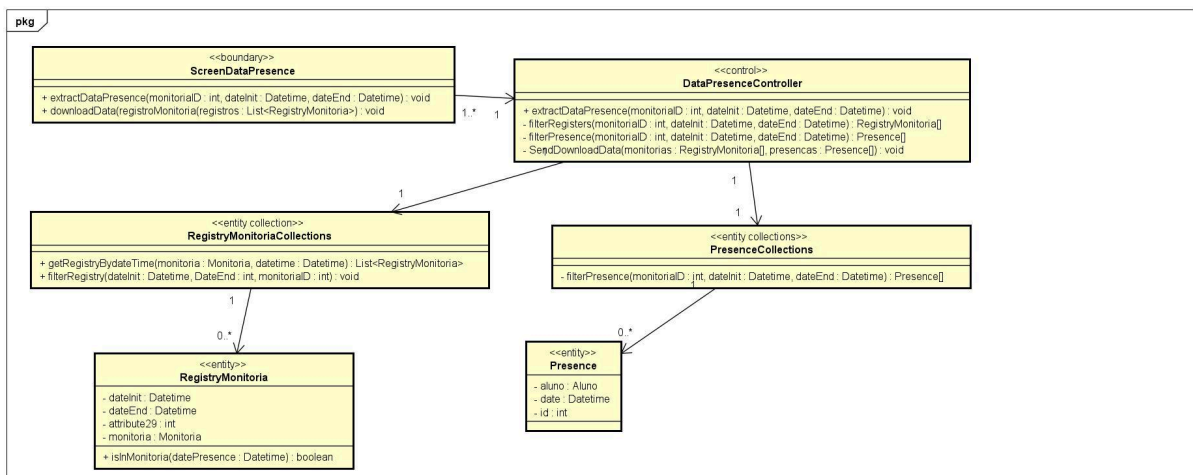 pkg
<<boundary>>
ScreenDataPresence
+ extractDataPresence(monitoriaID : int, dateInit : Datetime, dateEnd : Datetime) : void
+ downloadData(registroMonitoria(registros : List<RegistryMonitoria>) : void
1..*
1
<<control>>
DataPresenceController
+ extractDataPresence(monitorialD : int, dateInit : Datetime, dateEnd : Datetime) : void
- filterRegisters(monitoriaID : int, dateInit : Datetime, dateEnd : Datetime) : RegistryMonitoria[]
- filterPresence(monitoriaID : int, dateInit : Datetime, dateEnd : Datetime) : Presence[]
- SendDownloadData(monitorias : RegistryMonitoria[], presencas : Presence[]) : void
1
1
1
1
<<entity collection>>
RegistryMonitoriaCollections
+ getRegistryBydateTime(monitoria : Monitoria, datetime : Datetime) : List<RegistryMonitoria>
+ filterRegistry(dateInit : Datetime, DateEnd : int, monitoriaID : int) : void
<<entity collections>>
PresenceCollections
- filterPresence(monitoriaID : int, dateInit : Datetime, dateEnd : Datetime) : Presence[]
1
0..*
1
0..*
<<entity>>
RegistryMonitoria
- dateInit : Datetime
- dateEnd : Datetime
- attribute29 : int
- monitoria : Monitoria
+ isInMonitoria(datePresence : Datetime) : boolean
<<entity>>
Presence
- aluno : Aluno
- date : Datetime
- id : int